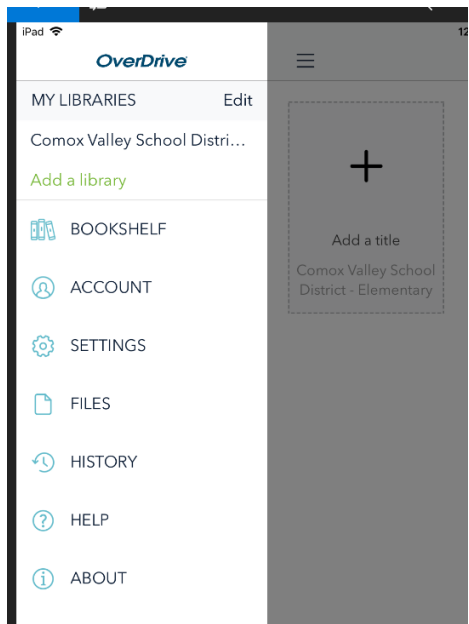 iPad
12
OverDrive
MY LIBRARIES Edit
Comox Valley School Distri...
Add a library
BOOKSHELF
ACCOUNT
SETTINGS
FILES
HISTORY
HELP
ABOUT
Add a title
Comox Valley School
District - Elementary